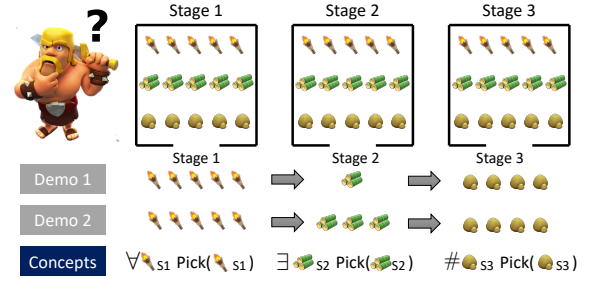 ?
Stage 1 Stage 2 Stage 3
Stage 1 Stage 2 Stage 3
Demo 1
Demo 2
Concepts ∀ S1 Pick( S1 ) ∃ S2 Pick( S2 ) # S3 Pick( S3 )